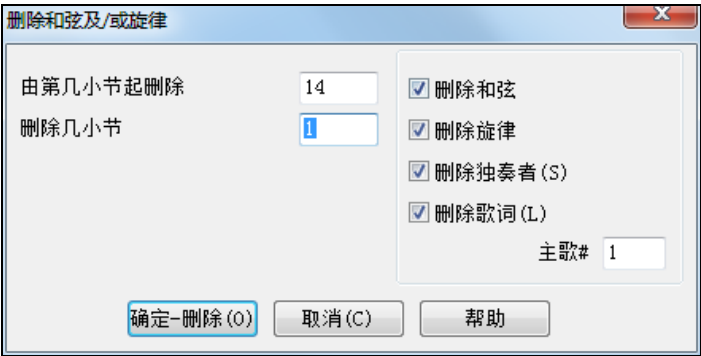 删除和弦及/或旋律
由第几小节起删除 14
删除几小节 1
删除和弦
删除旋律
删除独奏者(S)
删除歌词(L)
主歌# 1
确定-删除(O) 取消(C) 帮助